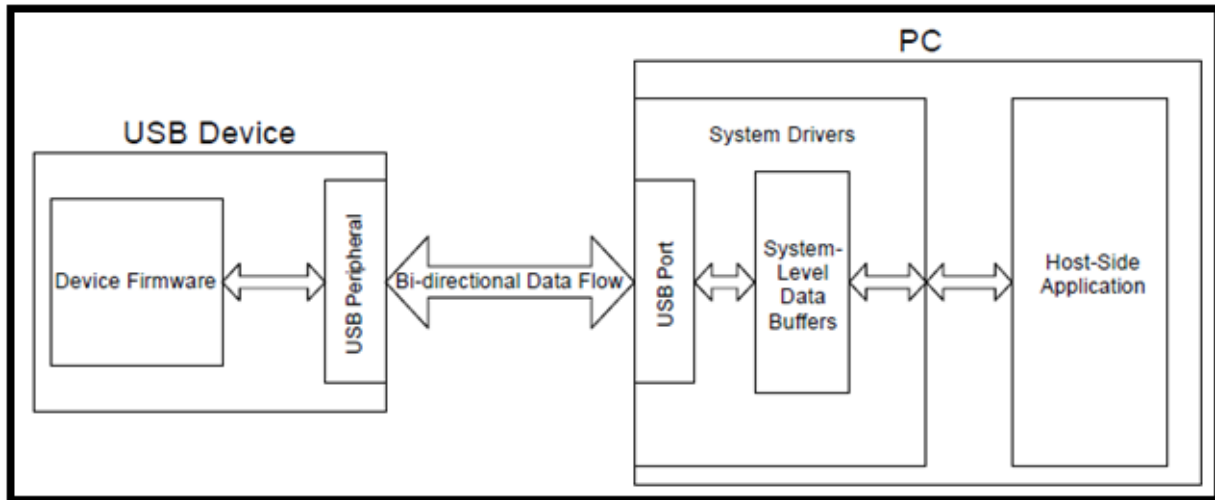 PC
USB Device
System Drivers
Device Firmware
USB Peripheral
Bi-directional Data Flow
USB Port
System-
Level
Data
Buffers
Host-Side
Application